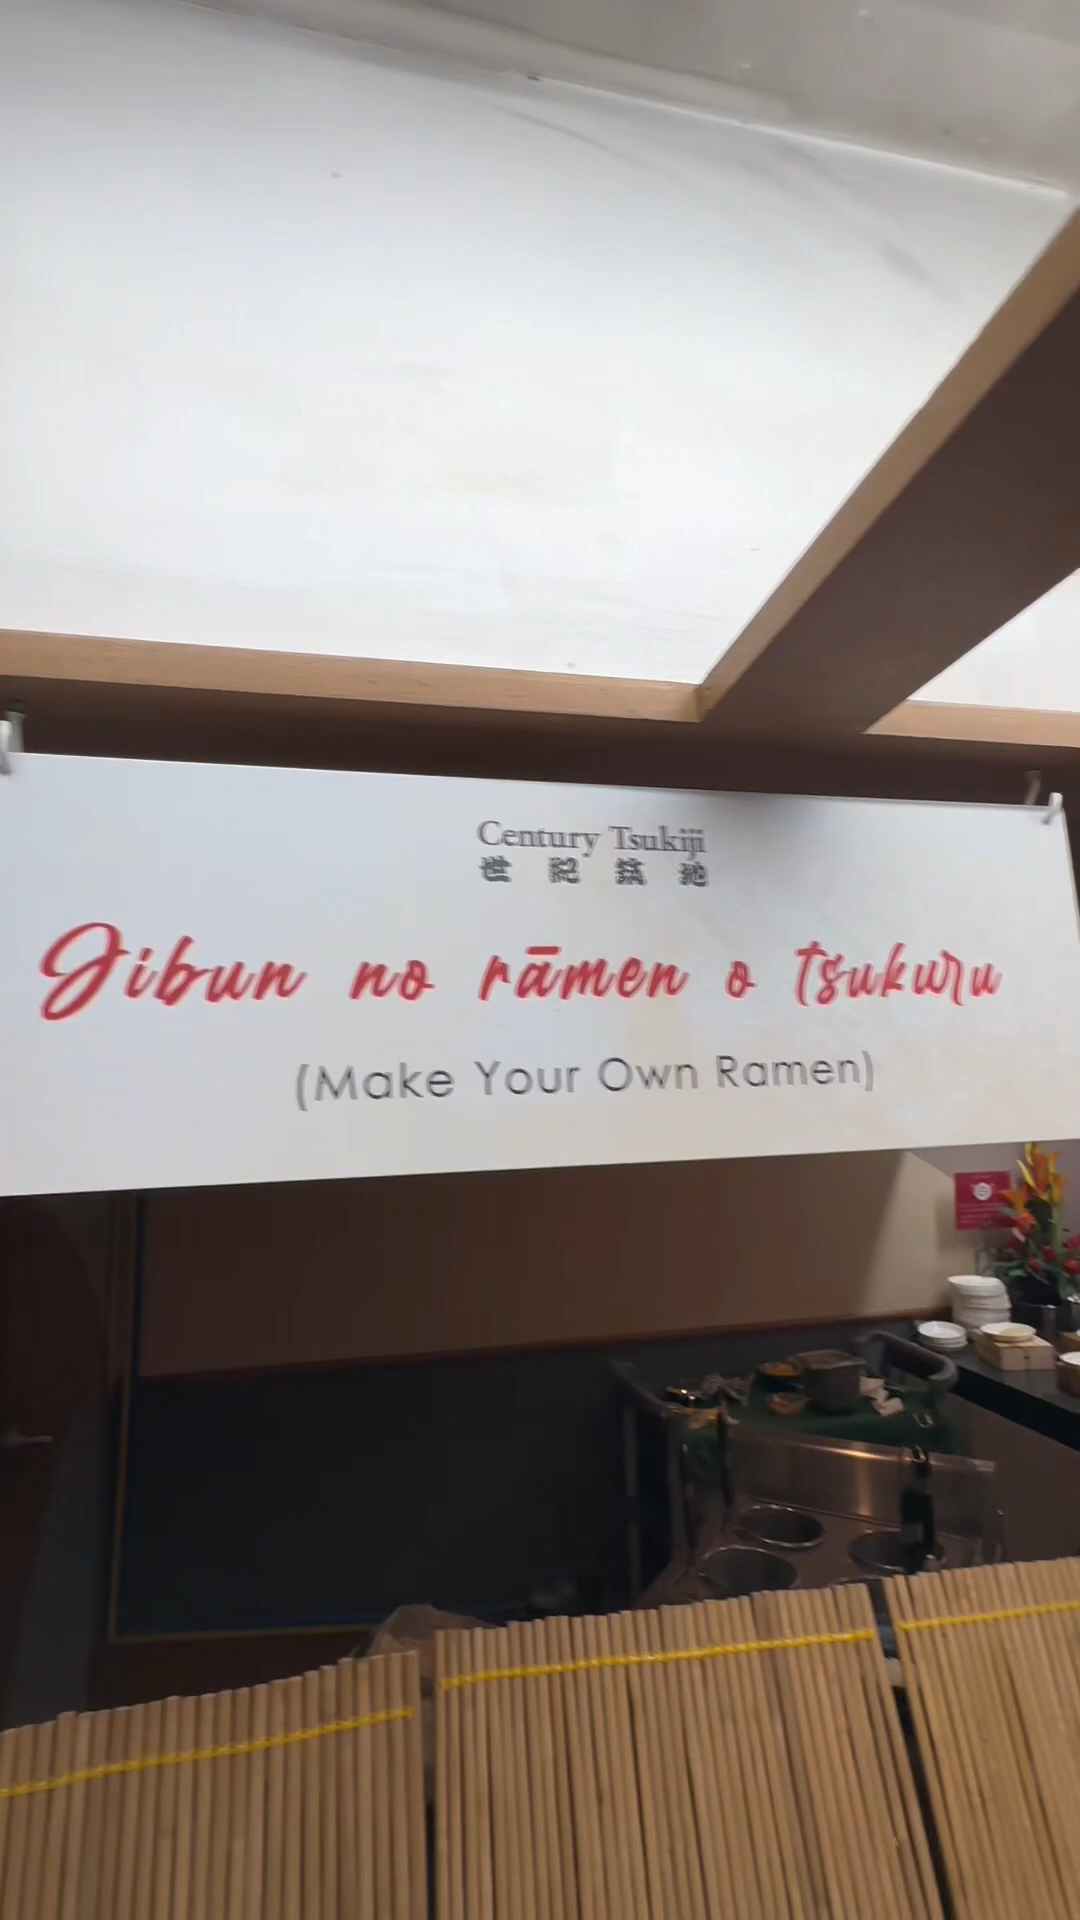 Century Tsukiji
世紀築地
Jibun no rāmen o tsukuru
(Make Your Own Ramen)